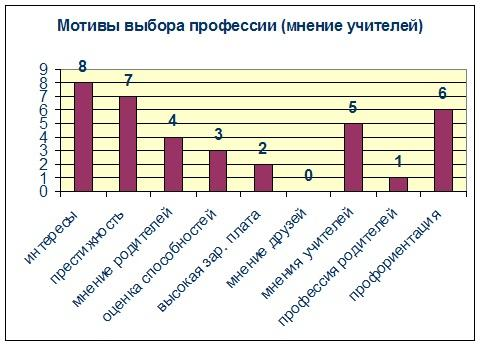 Мотивы выбора профессии (мнение учителей)
9
8
7
6
5
4
3
2
1
0
8
7
4
3
2
0
5
1
6
интересы
престижность
мнение родителей
оценка способностей
высокая зар. плата
мнение друзей
мнения учителей
профессия родителей
профориентация